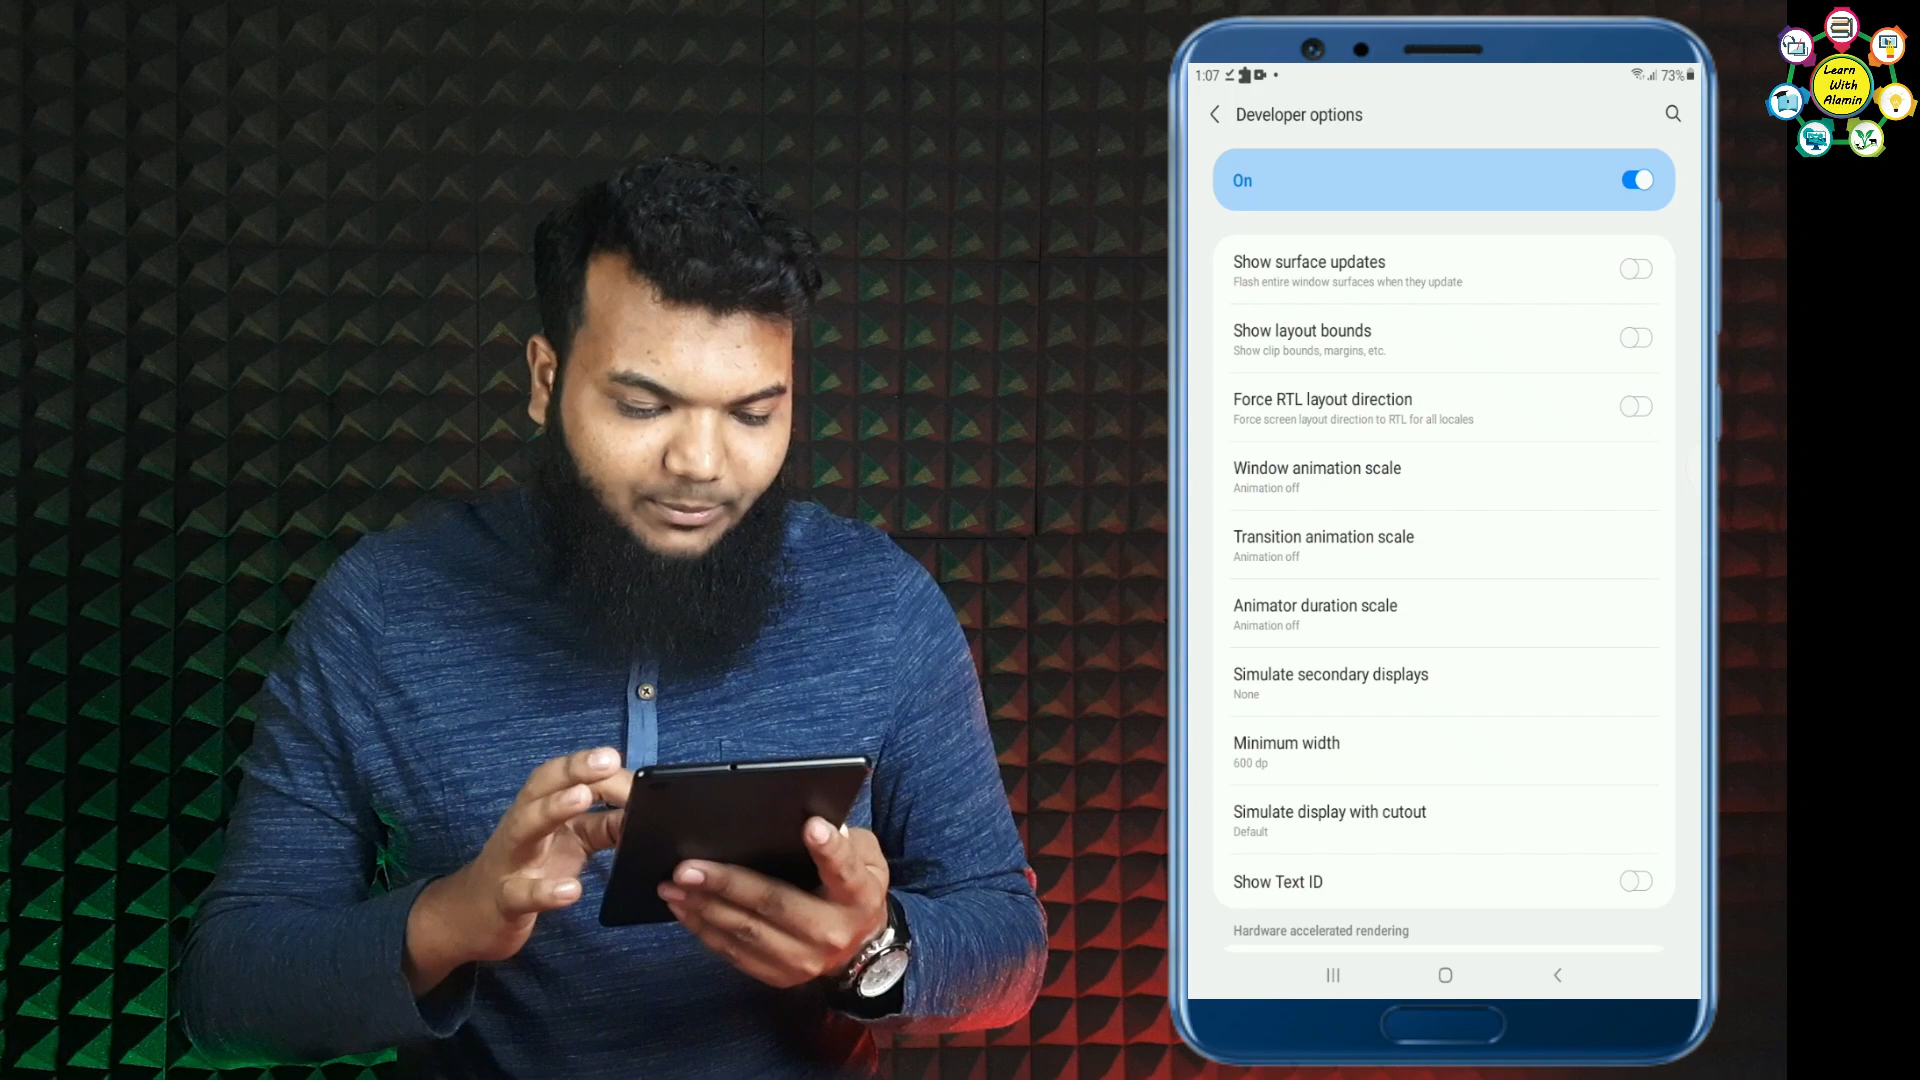 1:07
73%
Developer options
On
Show surface updates
Flash entire window surfaces when they update
Show layout bounds
Show clip bounds, margins, etc.
Force RTL layout direction
Force screen layout direction to RTL for all locales
Window animation scale
Animation off
Transition animation scale
Animation off
Animator duration scale
Animation off
Simulate secondary displays
None
Minimum width
600 dp
Simulate display with cutout
Default
Show Text ID
Hardware accelerated rendering
Learn
With
Alamin